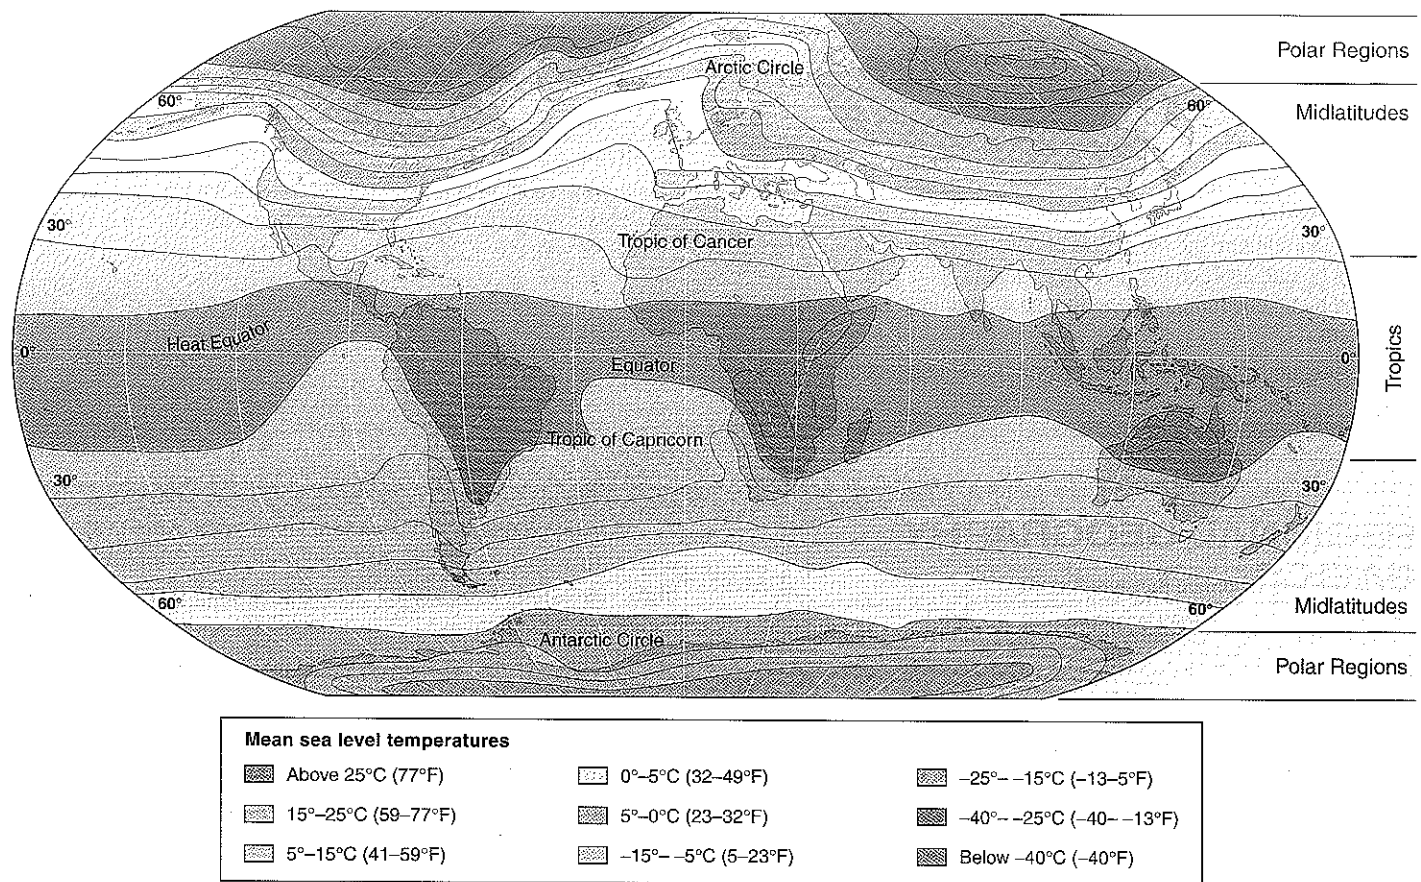 Polar Regions
Arctic Circle
60°
60°
Midlatitudes
30°
Tropic of Cancer
30°
Heat Equator
0°
Equator
0°
Tropics
Tropic of Capricorn
30°
30°
60°
60°
Midlatitudes
Antarctic Circle
Polar Regions
Mean sea level temperatures
Above 25°C (77°F)
0°–5°C (32–49°F)
–25°– –15°C (–13–5°F)
15°–25°C (59–77°F)
5°–0°C (23–32°F)
–40°– –25°C (–40– –13°F)
5°–15°C (41–59°F)
–15°– –5°C (5–23°F)
Below –40°C (–40°F)